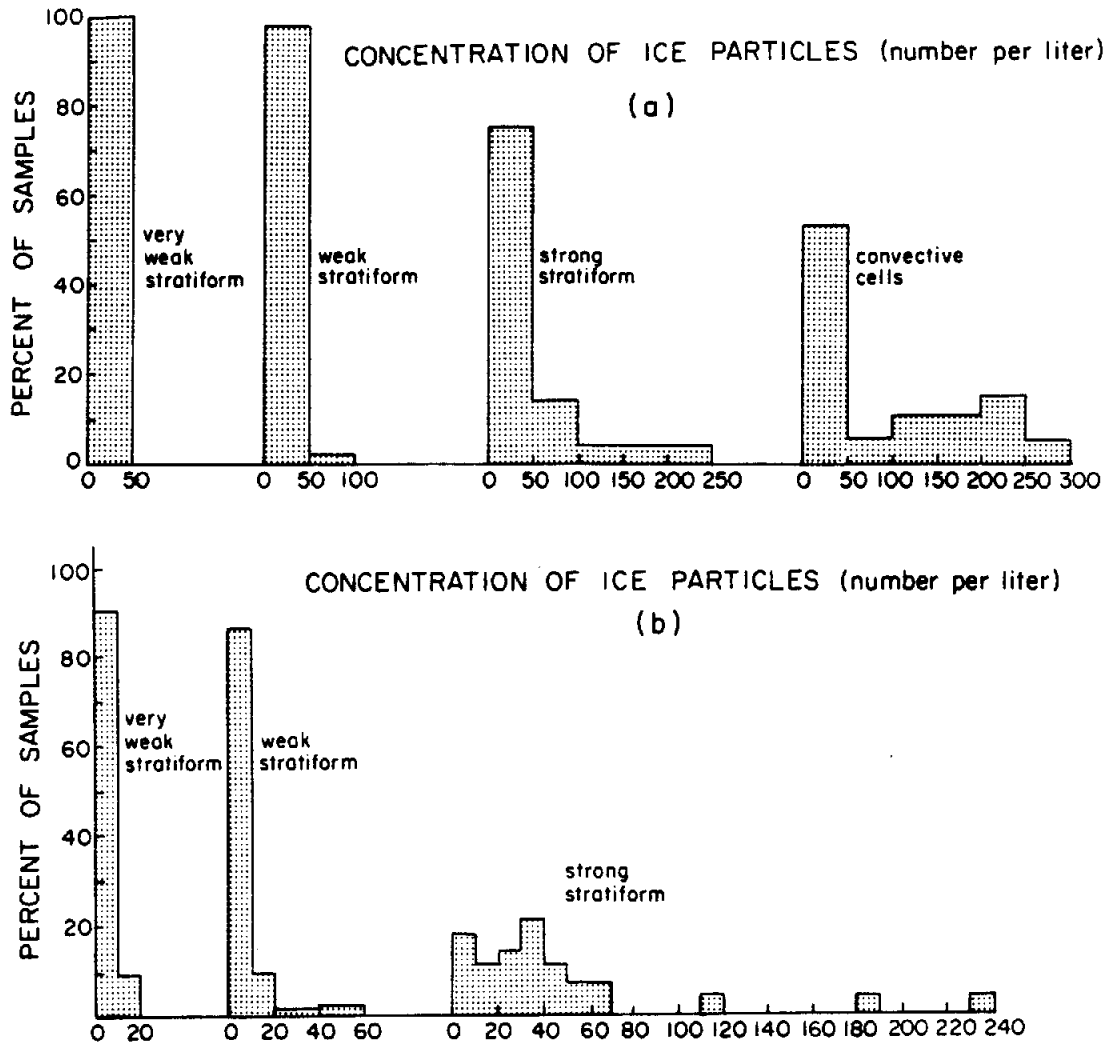 CONCENTRATION OF ICE PARTICLES (number per liter)
(a)
PERCENT OF SAMPLES
100
80
60
40
20
0
very
weak
stratiform
weak
stratiform
strong
stratiform
convective
cells
0 50
0 50 100
0 50 100 150 200 250
0 50 100 150 200 250 300
CONCENTRATION OF ICE PARTICLES (number per liter)
(b)
PERCENT OF SAMPLES
100
80
60
40
20
very
weak
stratiform
weak
stratiform
strong
stratiform
0 20
0 20 40 60
0 20 40 60 80 100 120 140 160 180 200 220 240